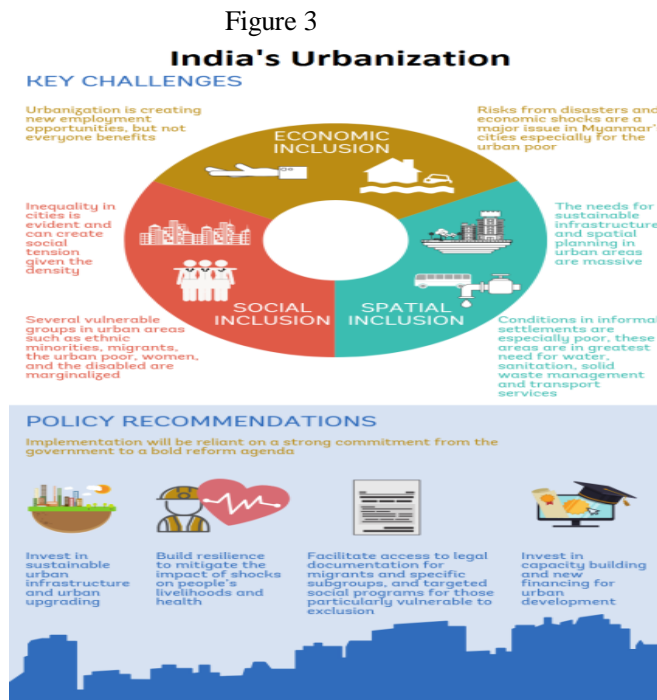 Figure 3
India's Urbanization
KEY CHALLENGES
Urbanization is creating
new employment
opportunities, but not
everyone benefits
Risks from disasters and
economic shocks are a
major issue in Myanmar'
cities especially for the
urban poor
ECONOMIC
INCLUSION
Inequality in
cities is
evident and
can create
social
tension
given the
density
The needs for
sustainable
infrastructure
and spatial
planning in
urban areas
are massive
SOCIAL
INCLUSION
SPATIAL
INCLUSION
Several vulnerable
groups in urban areas
such as ethnic
minorities, migrants,
the urban poor, women,
and the disabled are
marginalized
Conditions in informal
settlements are
especially poor, these
areas are in greatest
need for water,
sanitation, solid
waste management
and transport
services
POLICY RECOMMENDATIONS
Implementation will be reliant on a strong commitment from the
government to a bold reform agenda
Invest in
sustainable
urban
infrastructure
and urban
upgrading
Build resilience
to mitigate the
impact of shocks
on people's
livelihoods and
health
Facilitate access to legal
documentation for
migrants and specific
subgroups, and targeted
social programs for those
particularly vulnerable to
exclusion
Invest in
capacity building
and new
financing for
urban
development